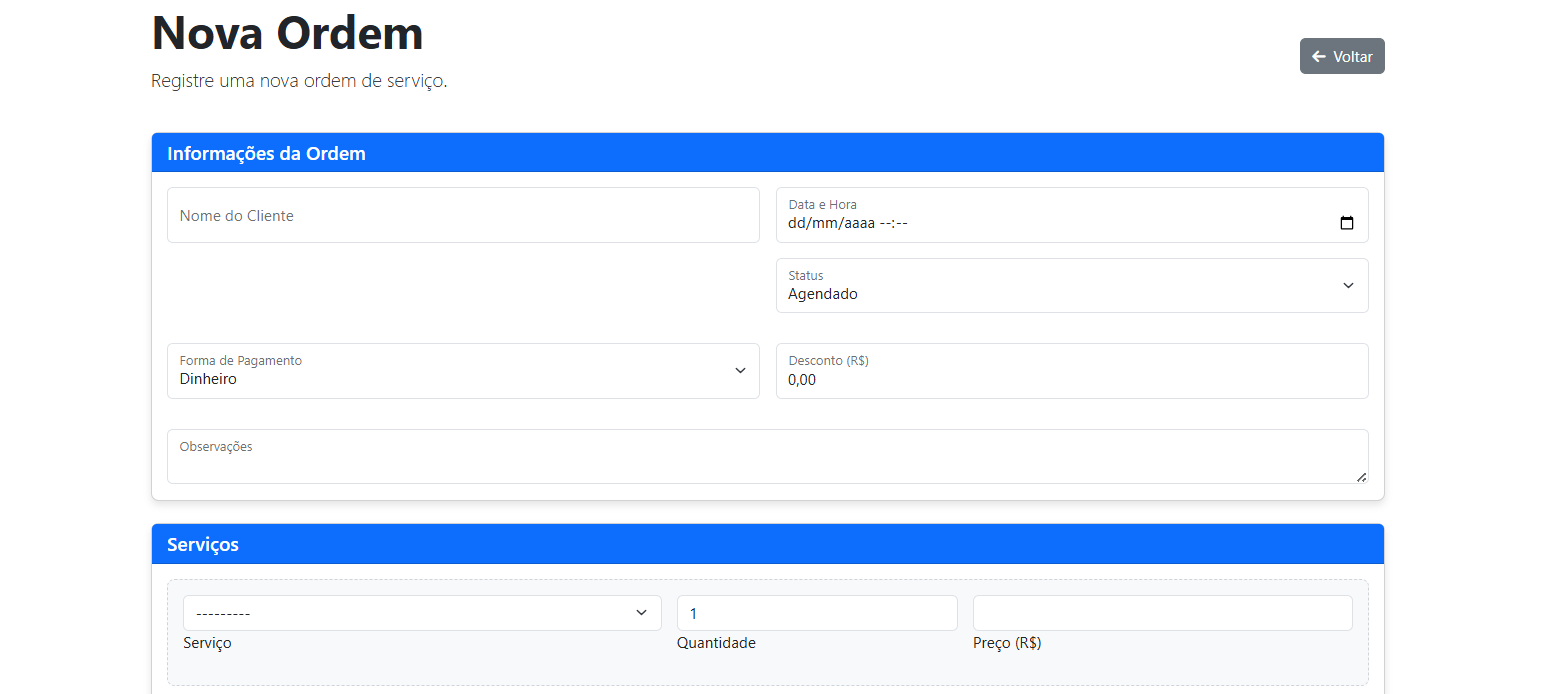 Nova Ordem
Registre uma nova ordem de serviço.
Voltar
Informações da Ordem
Nome do Cliente
Data e Hora
dd/mm/aaaa --:--
Status
Agendado
Forma de Pagamento
Dinheiro
Desconto (R$)
0,00
Observações
Serviços
---------
1
Serviço
Quantidade
Preço (R$)